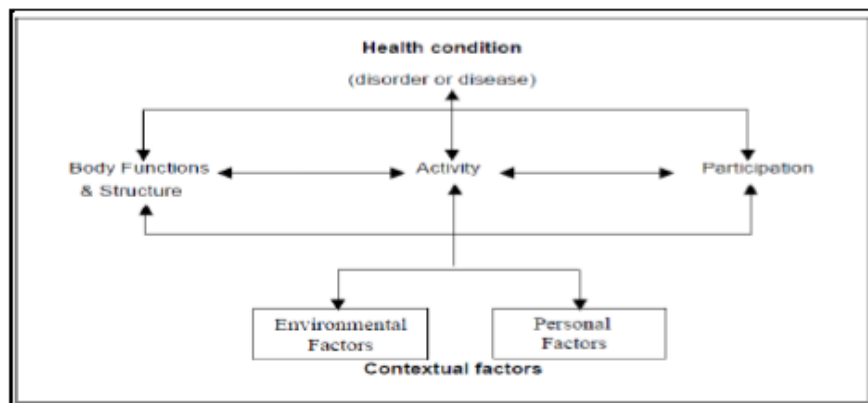 Health condition
(disorder or disease)
Body Functions
& Structure
Activity
Participation
Environmental
Factors
Personal
Factors
Contextual factors